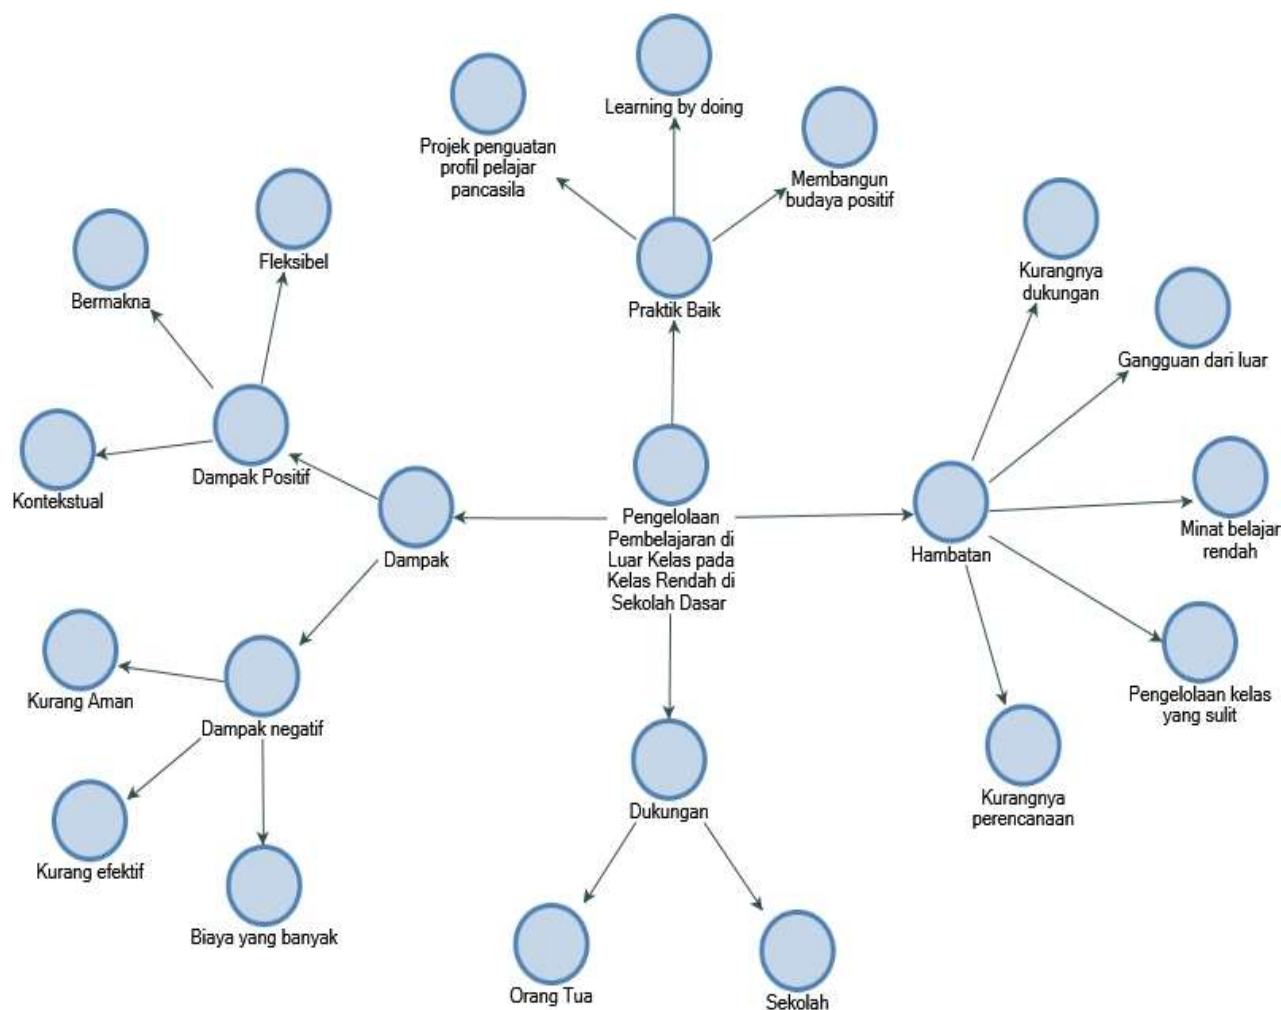 Learning by doing
Projek penguatan
profil pelajar
pancasila
Membangun
budaya positif
Praktik Baik
Fleksibel
Bermakna
Kontekstual
Dampak Positif
Dampak
Pengelolaan
Pembelajaran di
Luar Kelas pada
Kelas Rendah di
Sekolah Dasar
Kurangnya
dukungan
Gangguan dari luar
Minat belajar
rendah
Hambatan
Pengelolaan kelas
yang sulit
Kurangnya
perencanaan
Kurang Aman
Dampak negatif
Kurang efektif
Biaya yang banyak
Dukungan
Orang Tua
Sekolah